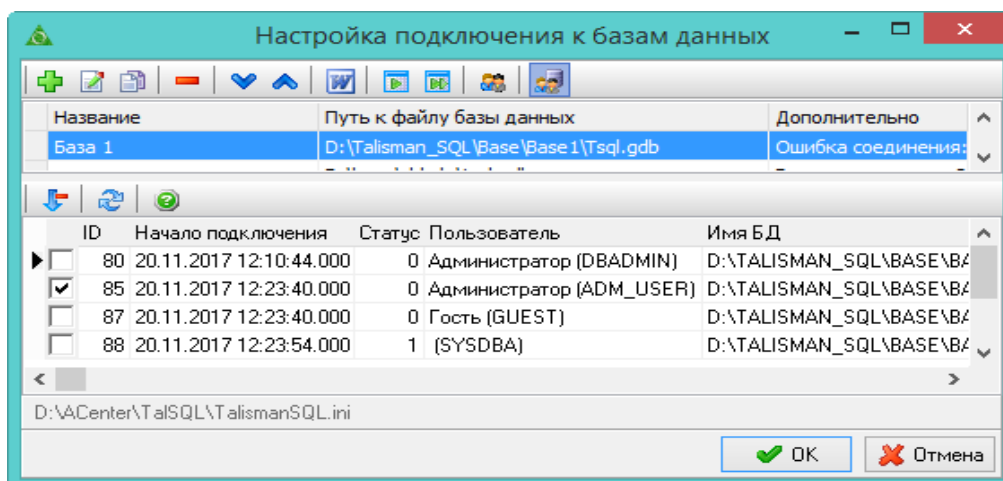 Настройка подключения к базам данных
Название Путь к файлу базы данных Дополнительно
База 1 D:\Talisman_SQL\Base\Base1\Tsql.gdb Ошибка соединения:
ID Начало подключения Статус Пользователь Имя БД
80 20.11.2017 12:10:44.000 0 Администратор (DBADMIN) D:\TALISMAN_SQL\BASE\BA
85 20.11.2017 12:23:40.000 0 Администратор (ADM_USER) D:\TALISMAN_SQL\BASE\BA
87 20.11.2017 12:23:40.000 0 Гость (GUEST) D:\TALISMAN_SQL\BASE\BA
88 20.11.2017 12:23:54.000 1 (SYSDBA) D:\TALISMAN_SQL\BASE\BA
D:\ACenter\TalSQL\TalismanSQL.ini
OK Отмена